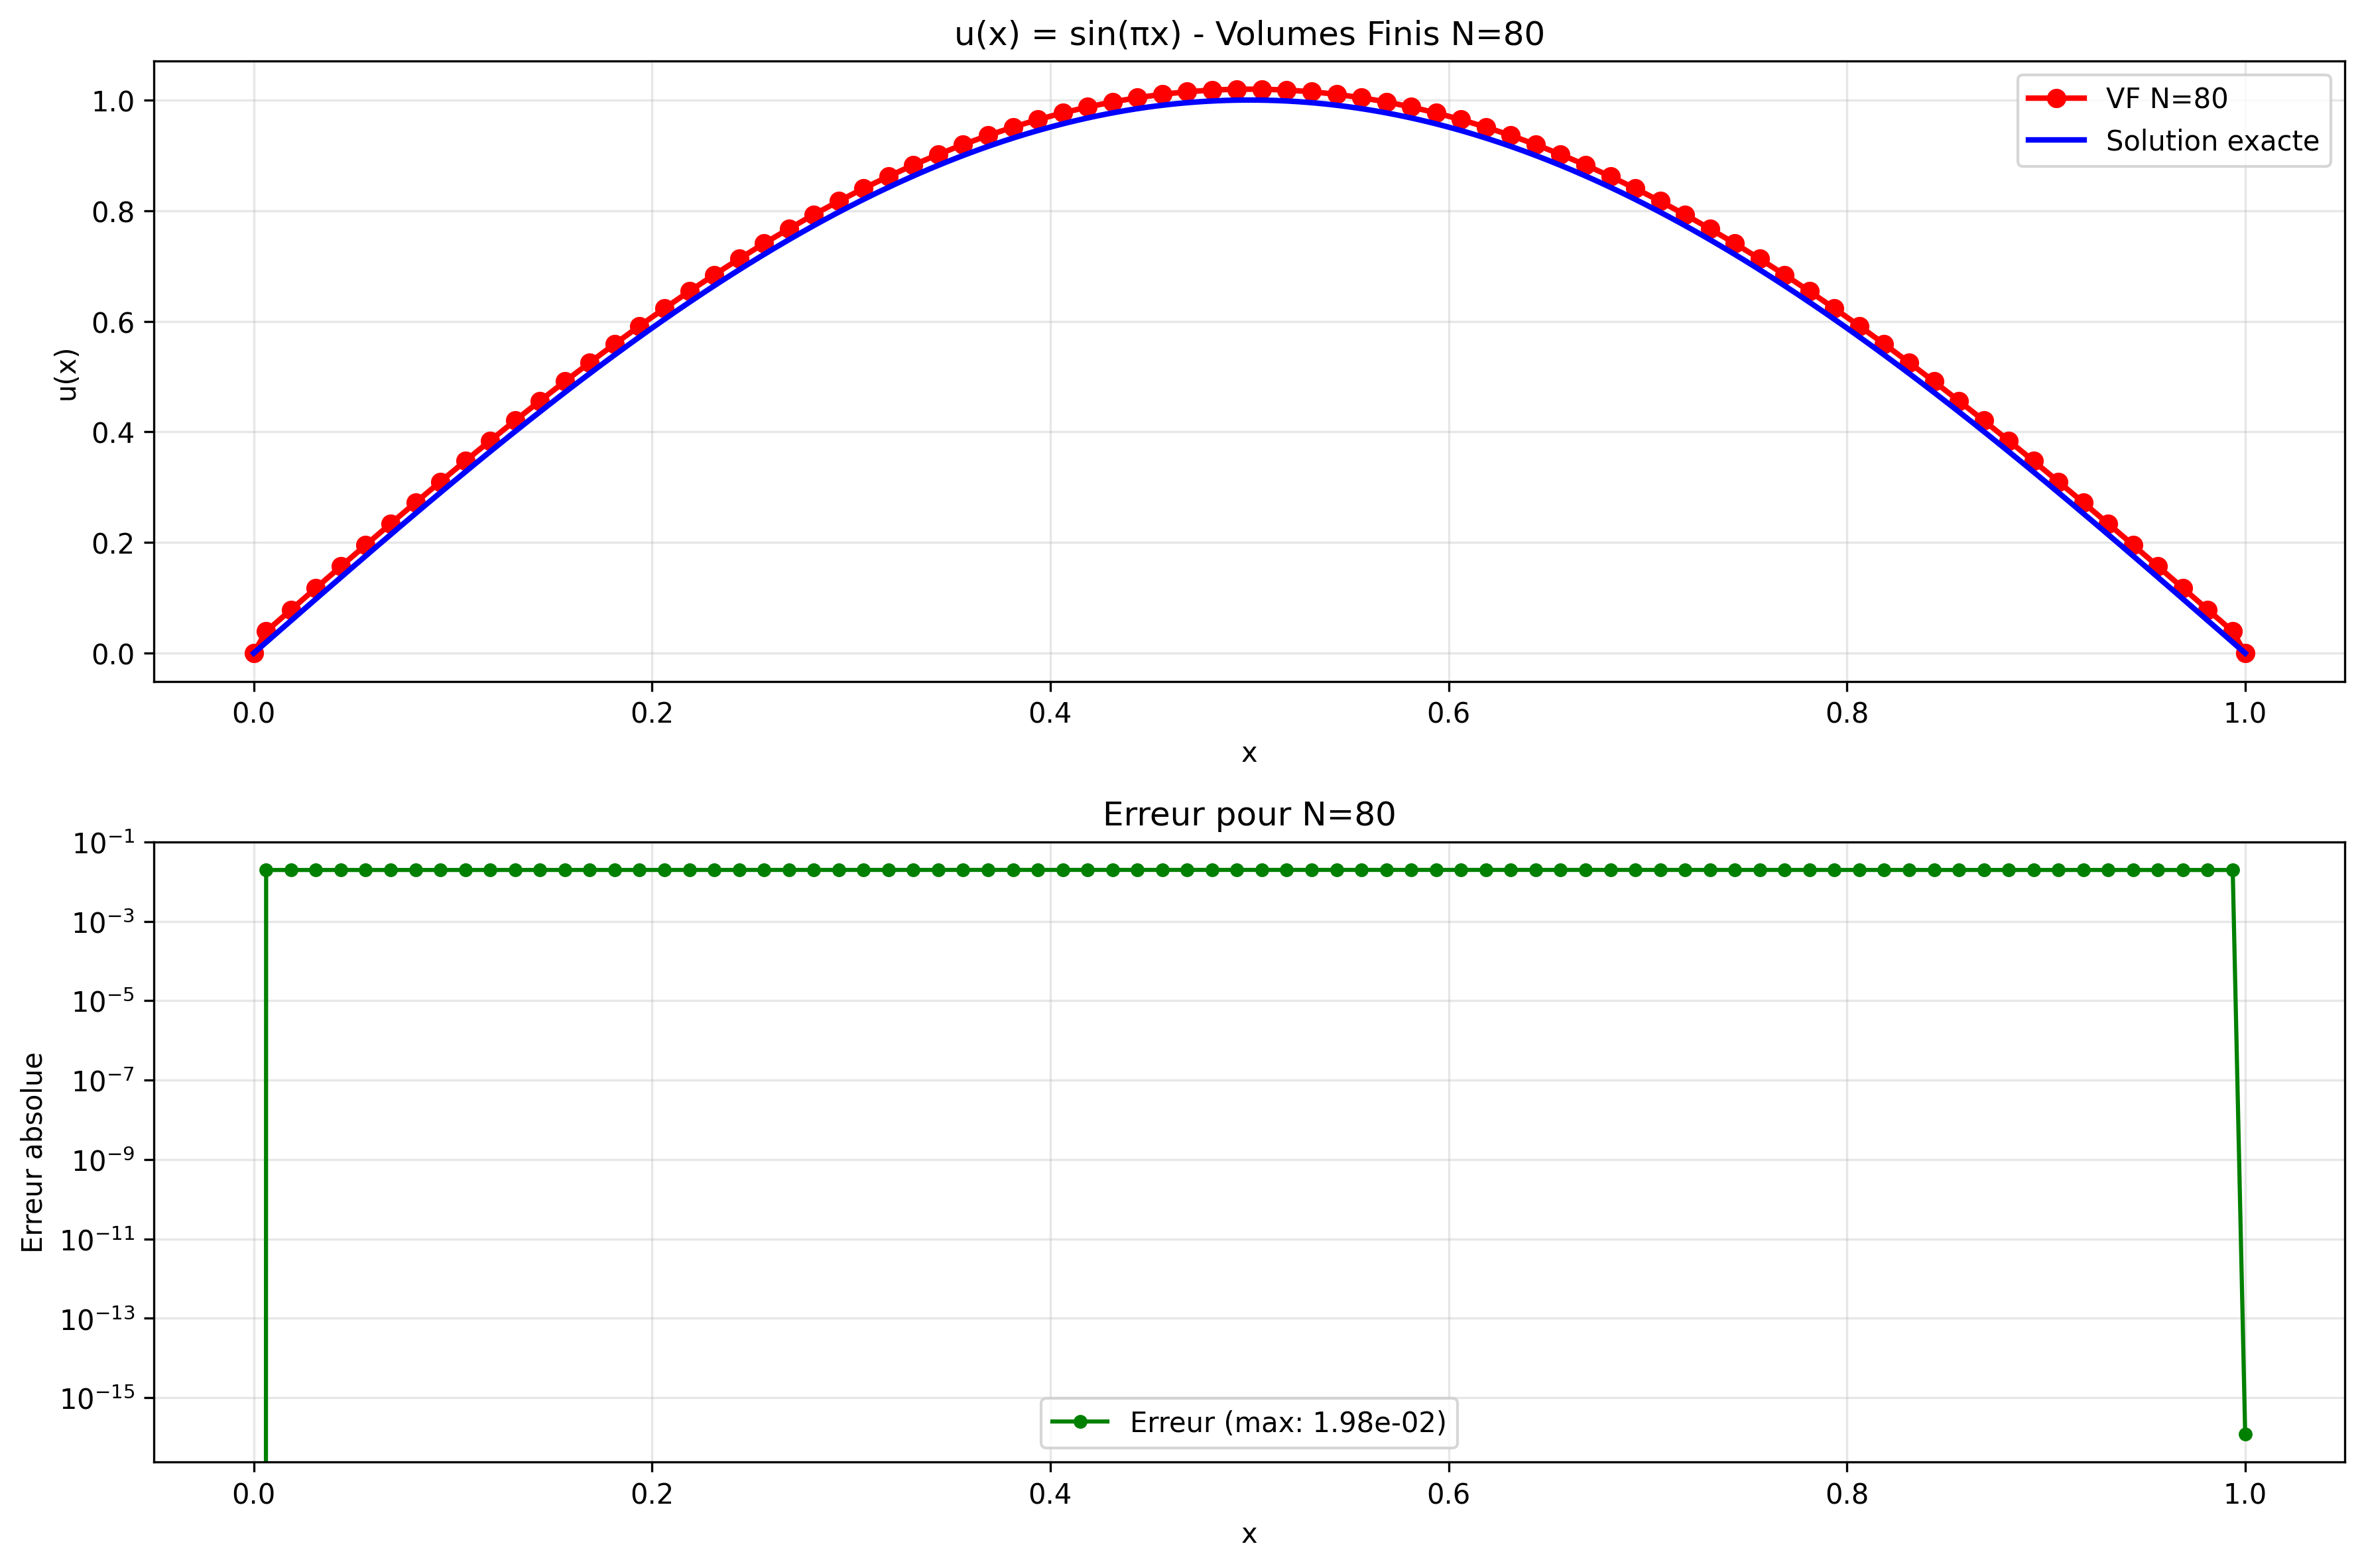 u(x) = sin(πx) - Volumes Finis N=80
u(x)
1.0
0.8
0.6
0.4
0.2
0.0
VF N=80
Solution exacte
0.0 0.2 0.4 0.6 0.8 1.0
x
Erreur pour N=80
Erreur absolue
10⁻¹
10⁻³
10⁻⁵
10⁻⁷
10⁻⁹
10⁻¹¹
10⁻¹³
10⁻¹⁵
Erreur (max: 1.98e-02)
0.0 0.2 0.4 0.6 0.8 1.0
x